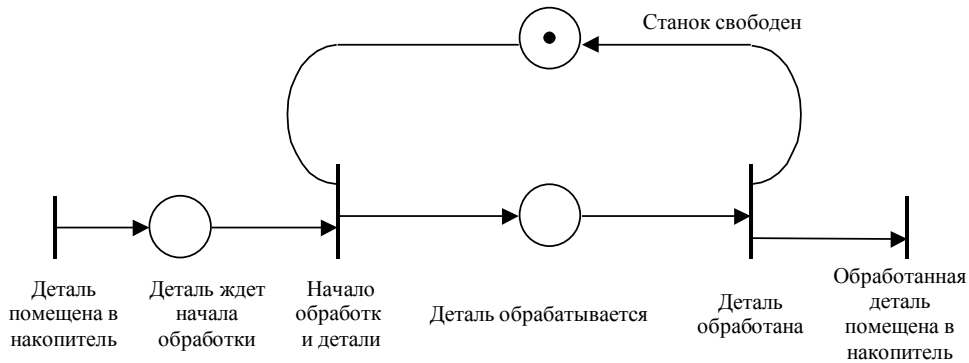 Станок свободен
Деталь
помещена в
накопитель
Деталь ждет
начала
обработки
Начало
обработк
и детали
Деталь обрабатывается
Деталь
обработана
Обработанная
деталь
помещена в
накопитель